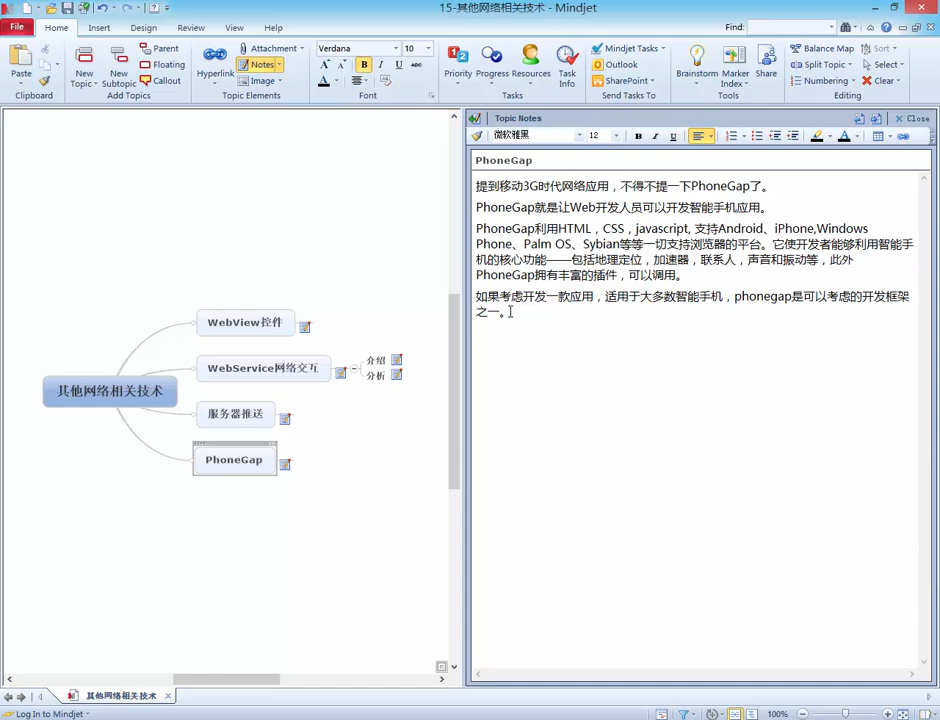 15-其他网络相关技术 - Mindjet
File Home Insert Design Review View Help Find:
Paste
Clipboard
New Topic
New Subtopic
Parent
Floating
Callout
Add Topics
Hyperlink
Attachment
Notes
Image
Topic Elements
Verdana 10
B I U abc
A
Font
Priority Progress Resources Task Info
Tasks
Mindjet Tasks
Outlook
SharePoint
Send Tasks To
Brainstorm Marker Index Share
Tools
Balance Map Sort
Split Topic Select
Numbering Clear
Editing
Topic Notes Close
微软雅黑 12 B I U A
PhoneGap
提到移动3G时代网络应用，不得不提一下PhoneGap了。
PhoneGap就是让Web开发人员可以开发智能手机应用。
PhoneGap利用HTML，CSS，javascript, 支持Android、iPhone,Windows
Phone、Palm OS、Sybian等等一切支持浏览器的平台。它使开发者能够利用智能手
机的核心功能——包括地理定位，加速器，联系人，声音和振动等，此外
PhoneGap拥有丰富的插件，可以调用。
如果考虑开发一款应用，适用于大多数智能手机，phonegap是可以考虑的开发框架
之一。
其他网络相关技术
WebView控件
WebService网络交互
介绍
分析
服务器推送
PhoneGap
其他网络相关技术
Log In to Mindjet
100%